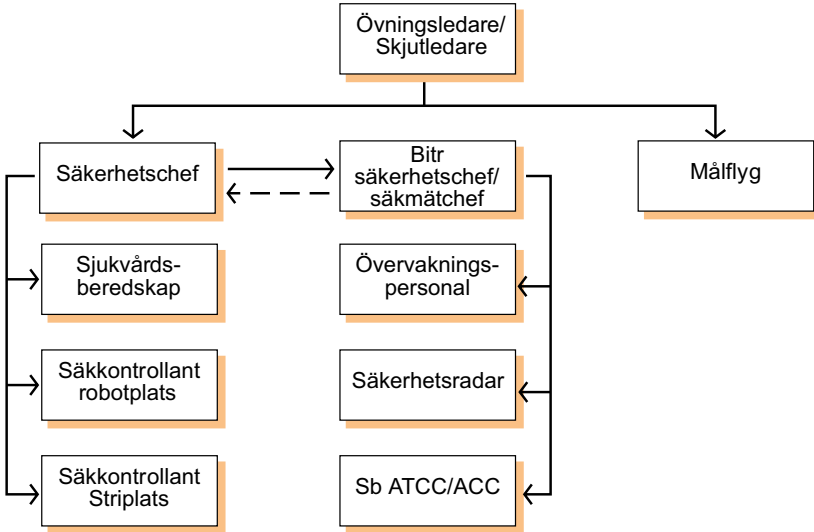 Övningsledare/
Skjutledare
Säkerhetschef
Bitr
säkerhetschef/
säkmätchef
Målflyg
Sjukvårds-
beredskap
Övervaknings-
personal
Säkkontrollant
robotplats
Säkerhetsradar
Säkkontrollant
Striplats
Sb ATCC/ACC